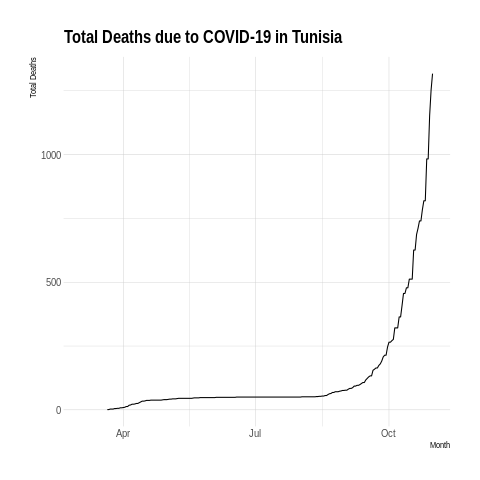 Total Deaths due to COVID-19 in Tunisia
Total Deaths
1000
500
0
Apr Jul Oct
Month